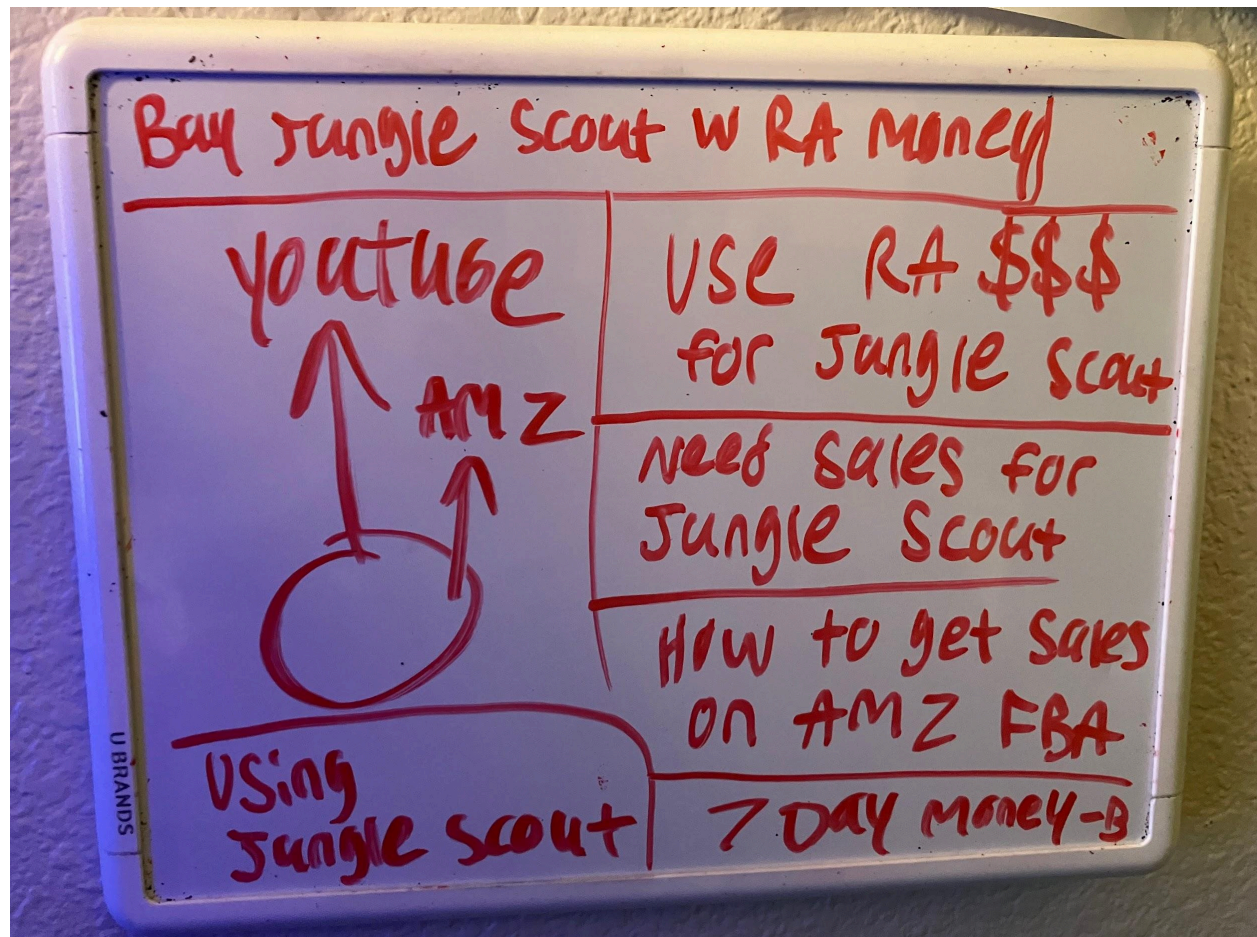 Buy Jungle Scout w RA money
youtube
AMZ
Using
Jungle Scout
Use RA $$$
for Jungle Scout
Need sales for
Jungle Scout
How to get sales
on AMZ FBA
7 Day money-B
U BRANDS